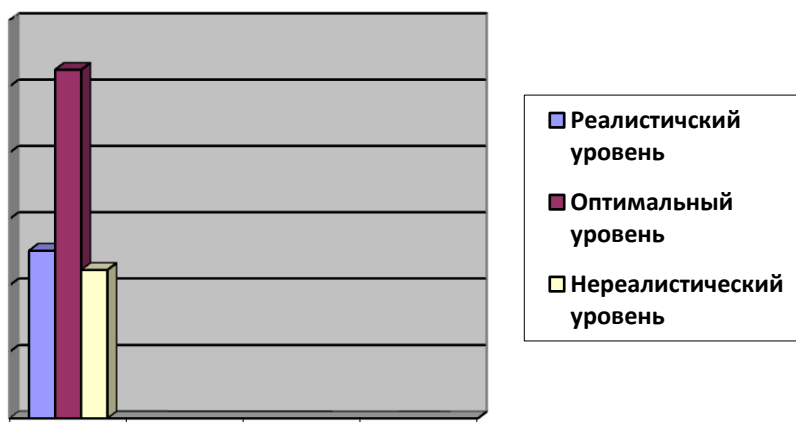 Реалистичский
уровень
Оптимальный
уровень
Нереалистический
уровень